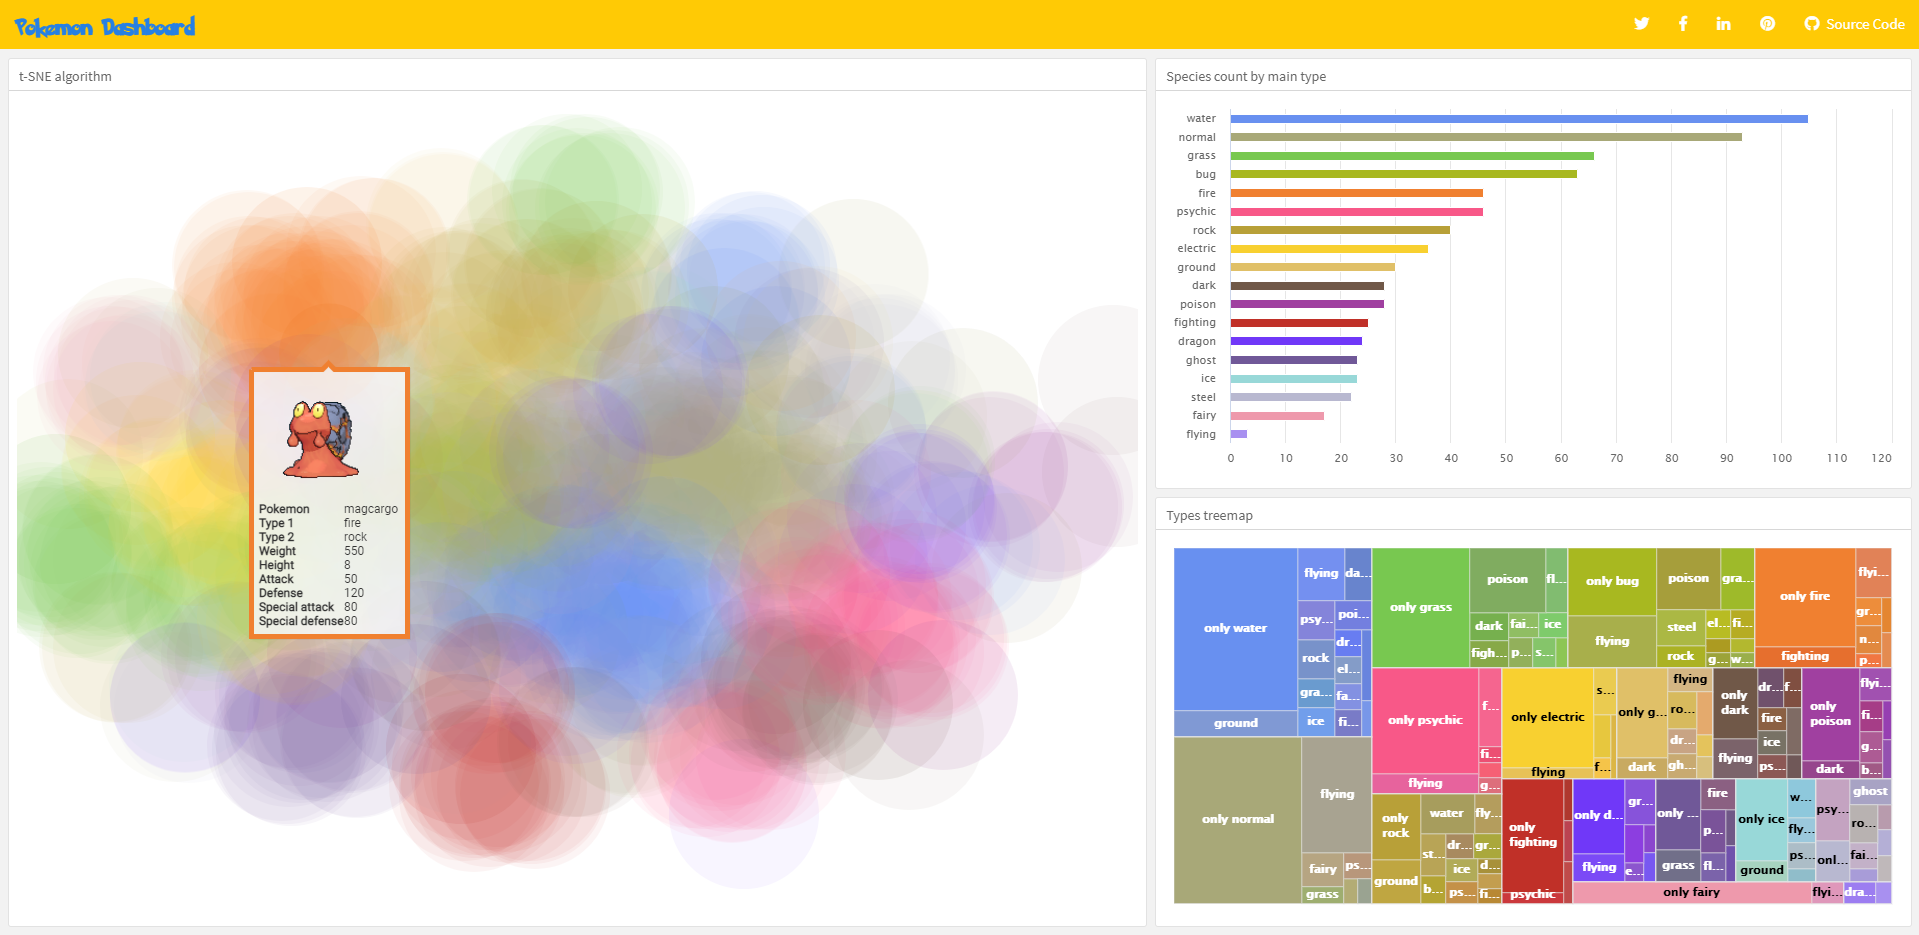 Pokemon Dashboard
Source Code
t-SNE algorithm
Pokemon magcargo
Type 1 fire
Type 2 rock
Weight 550
Height 8
Attack 50
Defense 120
Special attack 80
Special defense80
Species count by main type
water
normal
grass
bug
fire
psychic
rock
electric
ground
dark
poison
fighting
dragon
ghost
ice
steel
fairy
flying
0 10 20 30 40 50 60 70 80 90 100 110 120
Types treemap
only water
ground
flying
da...
psy...
poi...
rock
dr...
el...
gra...
fa...
ice
fi...
only normal
flying
fairy
ps...
grass
only grass
poison
fl...
dark
fai...
ice
figh...
p...
s...
only bug
flying
poison
gra...
steel
el...
fi...
rock
g...
w...
only fire
fighting
flyi...
gr...
n...
p...
only psychic
flying
f...
fi...
g...
only electric
flying
s...
f...
only g...
dark
flying
ro...
dr...
gh...
only
dark
flying
dr...
f...
fire
ice
ps...
only
poison
dark
flyi...
fi...
g...
b...
only
rock
ground
water
fly...
st...
dr...
gr...
ice
d...
b...
ps...
fi...
only
fighting
psychic
only d...
flying
gr...
e...
only ...
grass
fire
p...
fl...
only ice
ground
w...
fly...
ps...
psy...
onl...
ghost
ro...
fai...
only fairy
flyi...
dra...